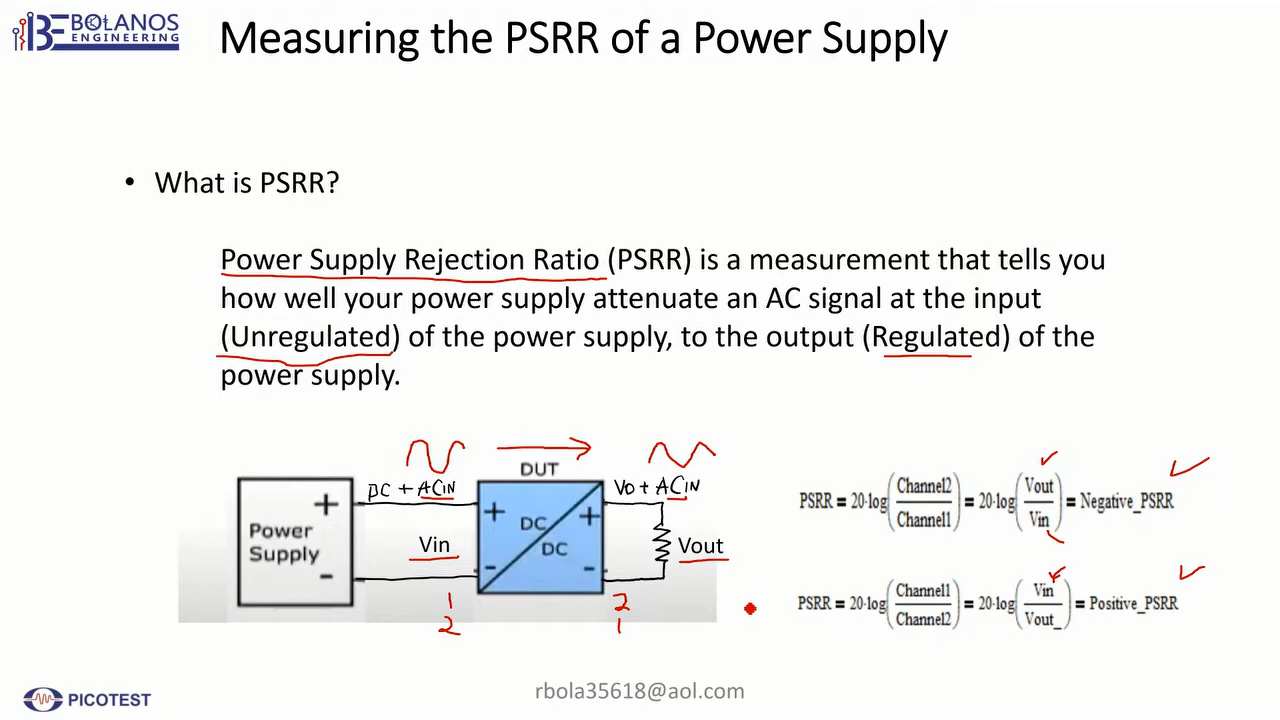 BOLANOS
ENGINEERING
Measuring the PSRR of a Power Supply
• What is PSRR?
Power Supply Rejection Ratio (PSRR) is a measurement that tells you
how well your power supply attenuate an AC signal at the input
(Unregulated) of the power supply, to the output (Regulated) of the
power supply.
DUT
DC + ACIN
VO + ACIN
+
+
+
DC
DC
Power
Supply
Vin
Vout
-
-
-
1
2
2
1
PSRR = 20·log(Channel2/Channel1) = 20·log(Vout/Vin) = Negative_PSRR
PSRR = 20·log(Channel1/Channel2) = 20·log(Vin/Vout_) = Positive_PSRR
PICOTEST
rbola35618@aol.com